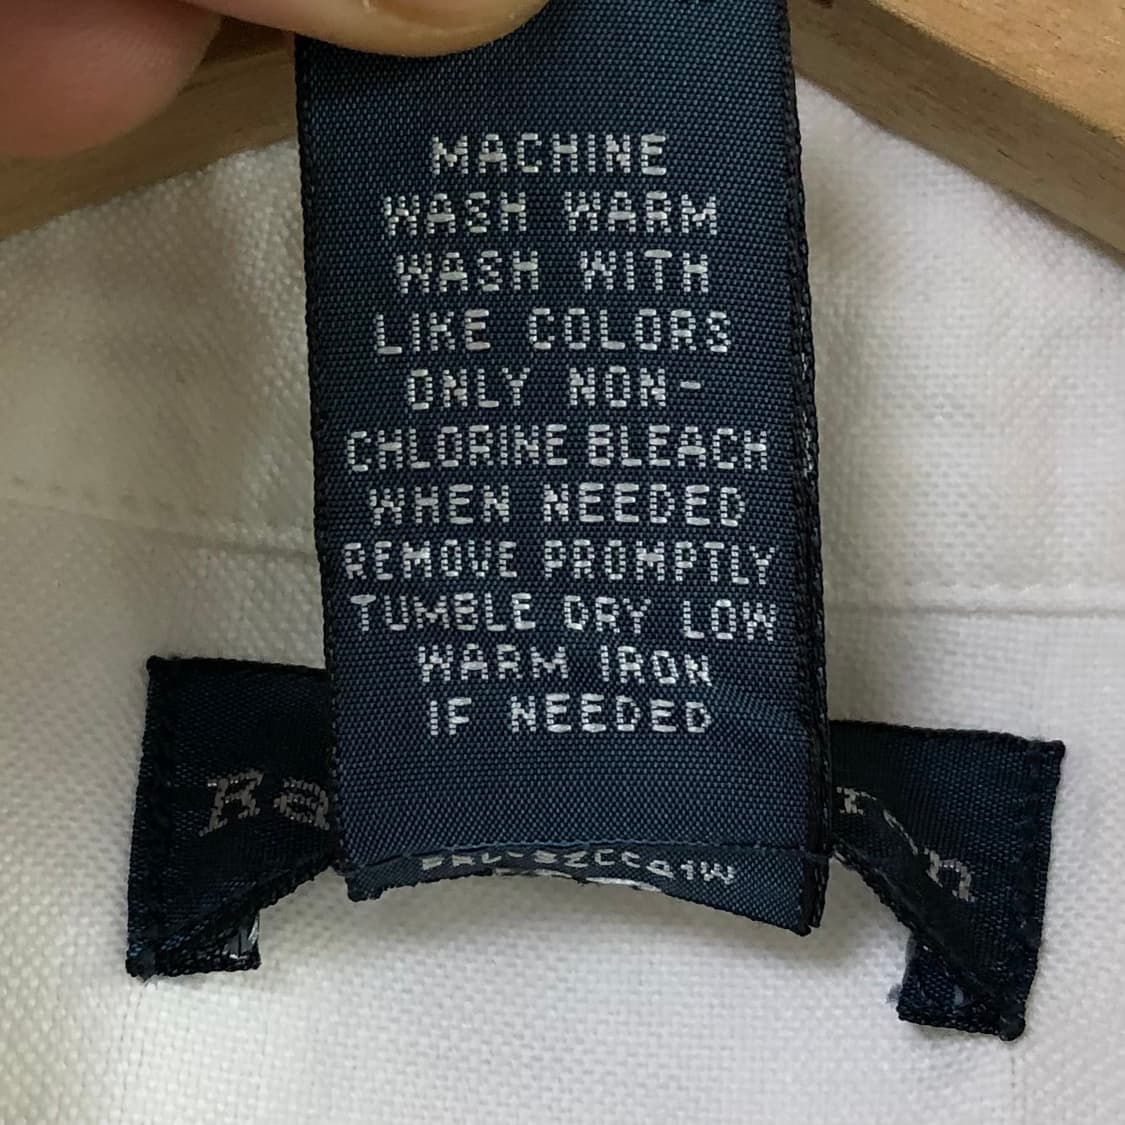 MACHINE
WASH WARM
WASH WITH
LIKE COLORS
ONLY NON-
CHLORINE BLEACH
WHEN NEEDED
REMOVE PROMPTLY
TUMBLE DRY LOW
WARM IRON
IF NEEDED